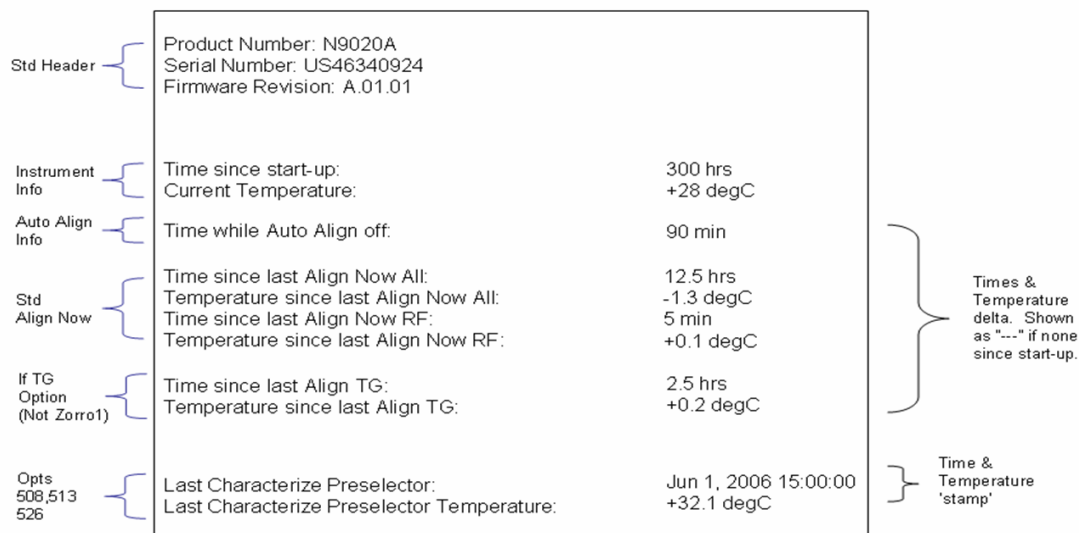 Std Header
Product Number: N9020A
Serial Number: US46340924
Firmware Revision: A.01.01
Instrument
Info
Time since start-up: 300 hrs
Current Temperature: +28 degC
Auto Align
Info
Time while Auto Align off: 90 min
Std
Align Now
Time since last Align Now All: 12.5 hrs
Temperature since last Align Now All: -1.3 degC
Time since last Align Now RF: 5 min
Temperature since last Align Now RF: +0.1 degC
If TG
Option
(Not Zorro1)
Time since last Align TG: 2.5 hrs
Temperature since last Align TG: +0.2 degC
Times &
Temperature
delta. Shown
as "---" if none
since start-up.
Opts
508,513
526
Last Characterize Preselector: Jun 1, 2006 15:00:00
Last Characterize Preselector Temperature: +32.1 degC
Time &
Temperature
'stamp'